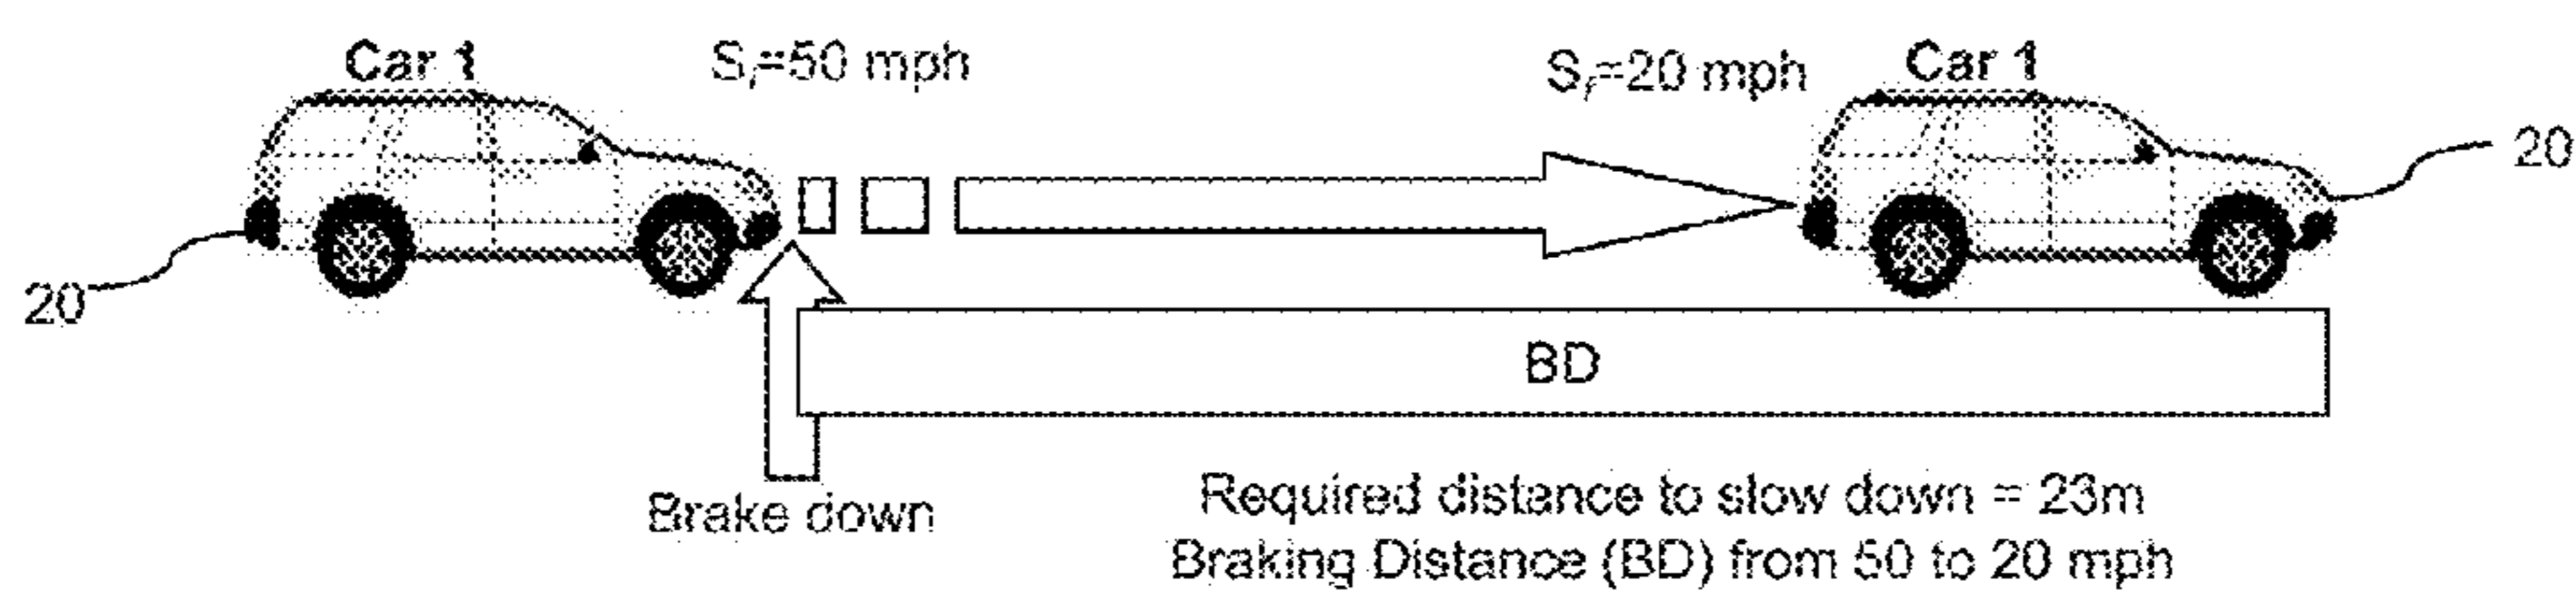 Car 1
Si=50 mph
Sf=20 mph
Car 1
20
20
BD
Brake down
Required distance to slow down = 23m
Braking Distance (BD) from 50 to 20 mph